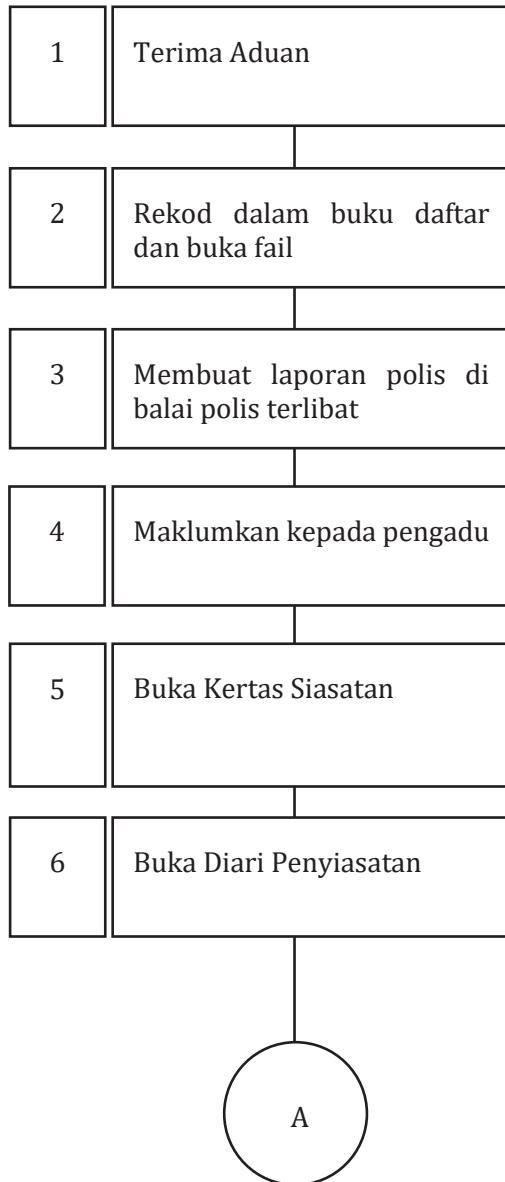 1 Terima Aduan
2 Rekod dalam buku daftar
dan buka fail
3 Membuat laporan polis di
balai polis terlibat
4 Maklumkan kepada pengadu
5 Buka Kertas Siasatan
6 Buka Diari Penyiasatan
A